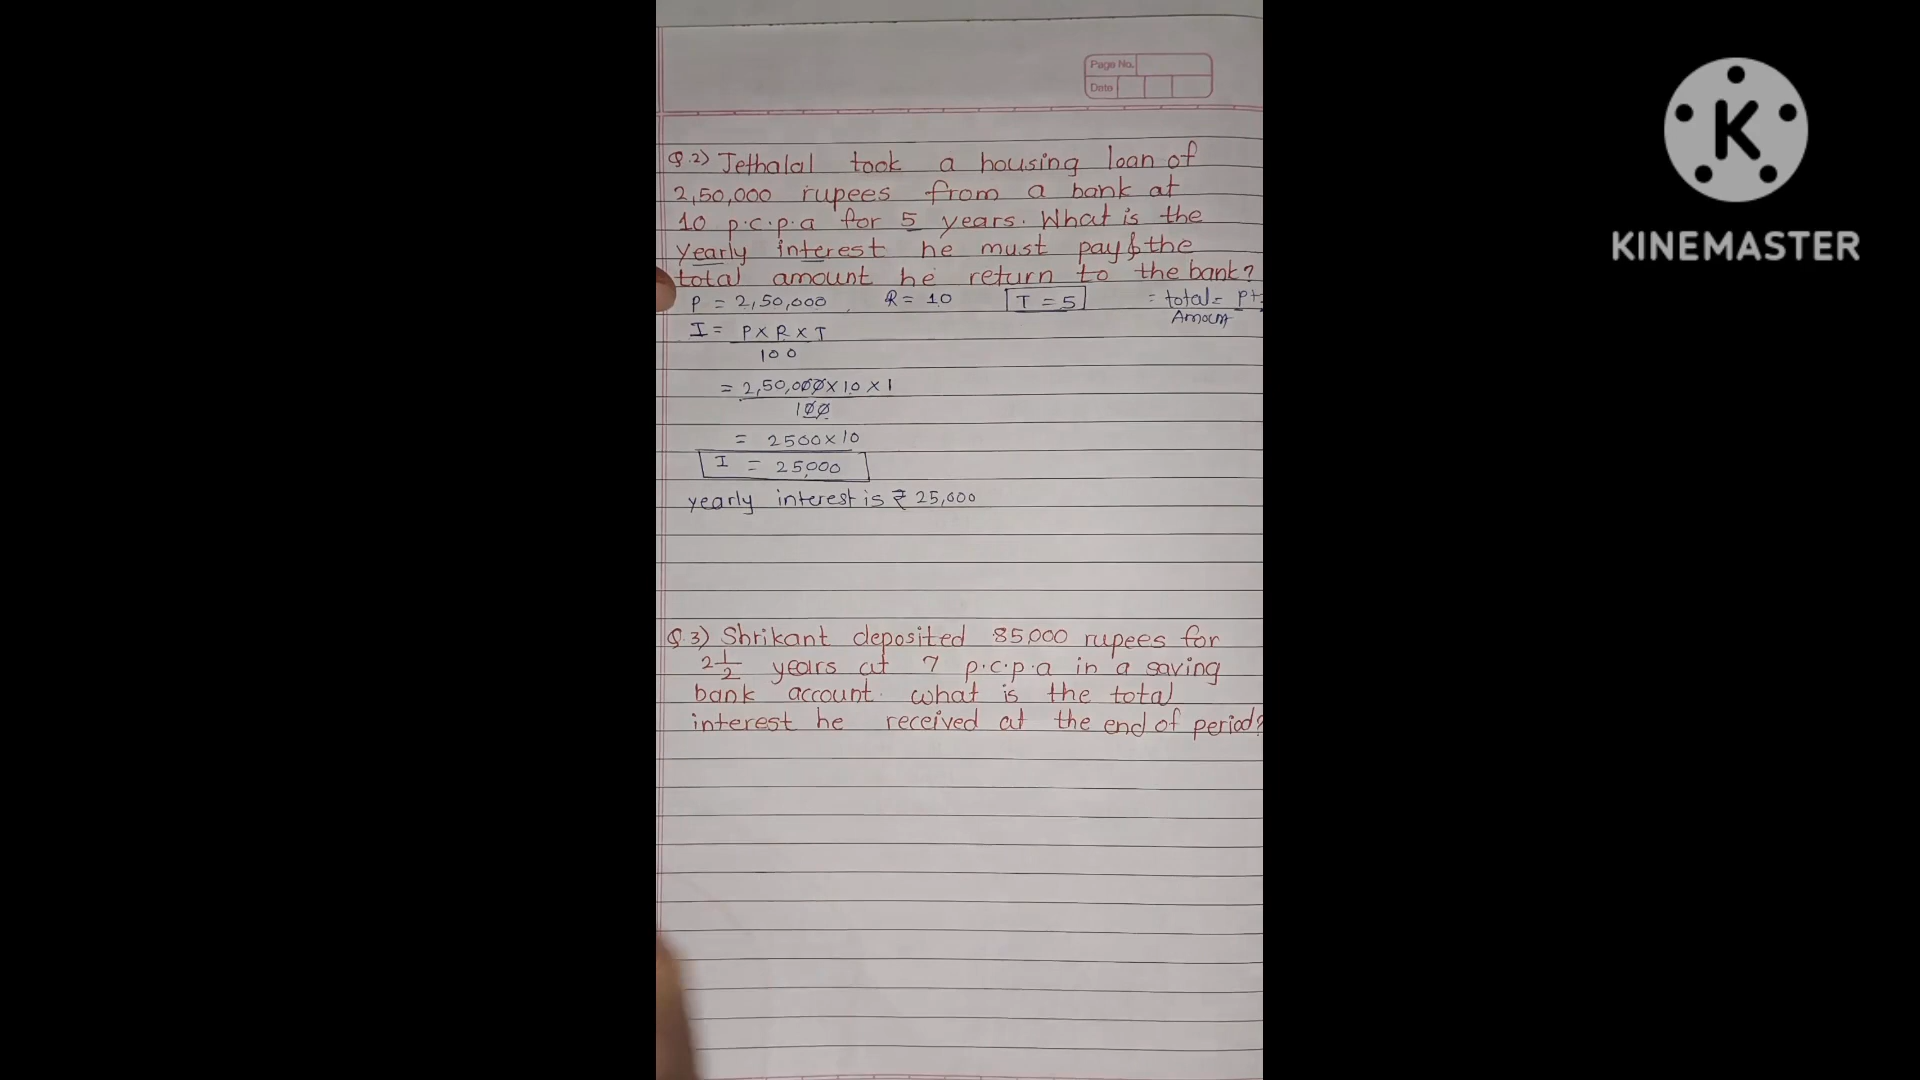 Page No.
Date
Q.2) Jethalal took a housing loan of
2,50,000 rupees from a bank at
10 p.c.p.a for 5 years. What is the
yearly interest he must pay & the
total amount he return to the bank?
P = 2,50,000 R = 10 T = 5 = total = P+
Amount
I = P × R × T
100
= 2,50,000 × 10 × 1
100
= 2500 × 10
I = 25,000
yearly interest is ₹ 25,000
Q.3) Shrikant deposited 85000 rupees for
2 1/2 years at 7 p.c.p.a in a saving
bank account. what is the total
interest he received at the end of period?
K
KINEMASTER